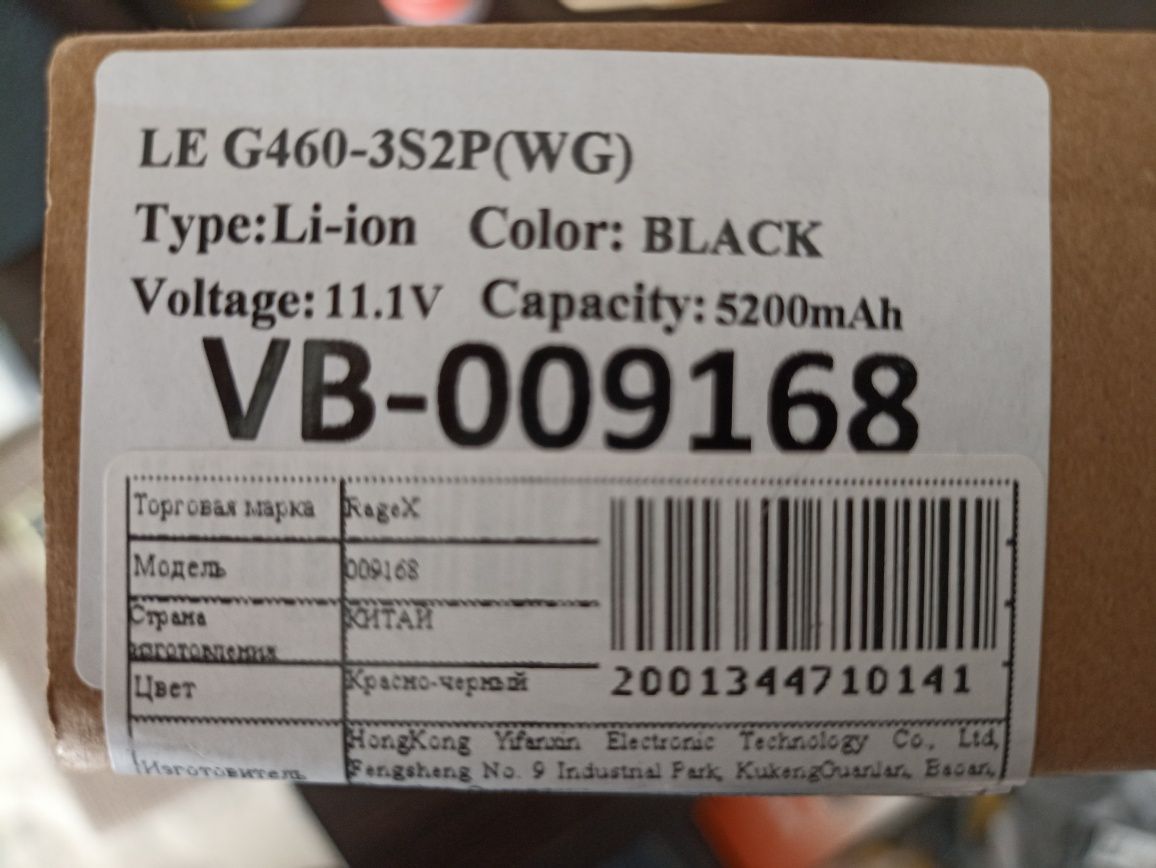 LE G460-3S2P(WG)
Type:Li-ion Color: BLACK
Voltage:11.1V Capacity:5200mAh
VB-009168
Торговая марка RageX
Модель 009168
Страна КИТАЙ
изготовления
Цвет Красно-черный
2001344710141
HongKong Yifanxin Electronic Technology Co., Ltd,
Изготовитель Fengsheng No. 9 Industrial Park, KukengGuanlan, Baoan,